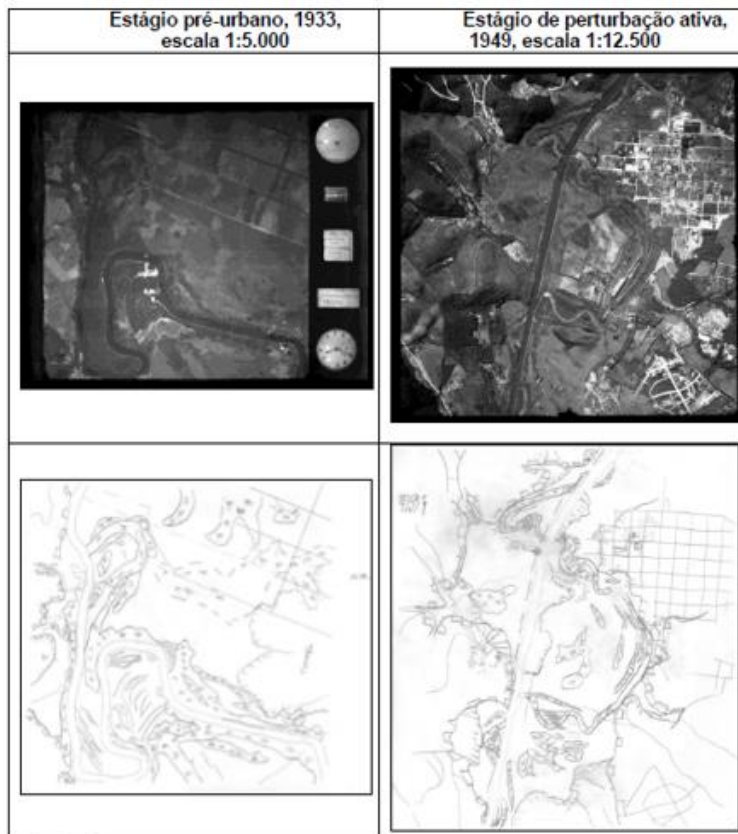 Estágio pré-urbano, 1933,
escala 1:5.000
Estágio de perturbação ativa,
1949, escala 1:12.500